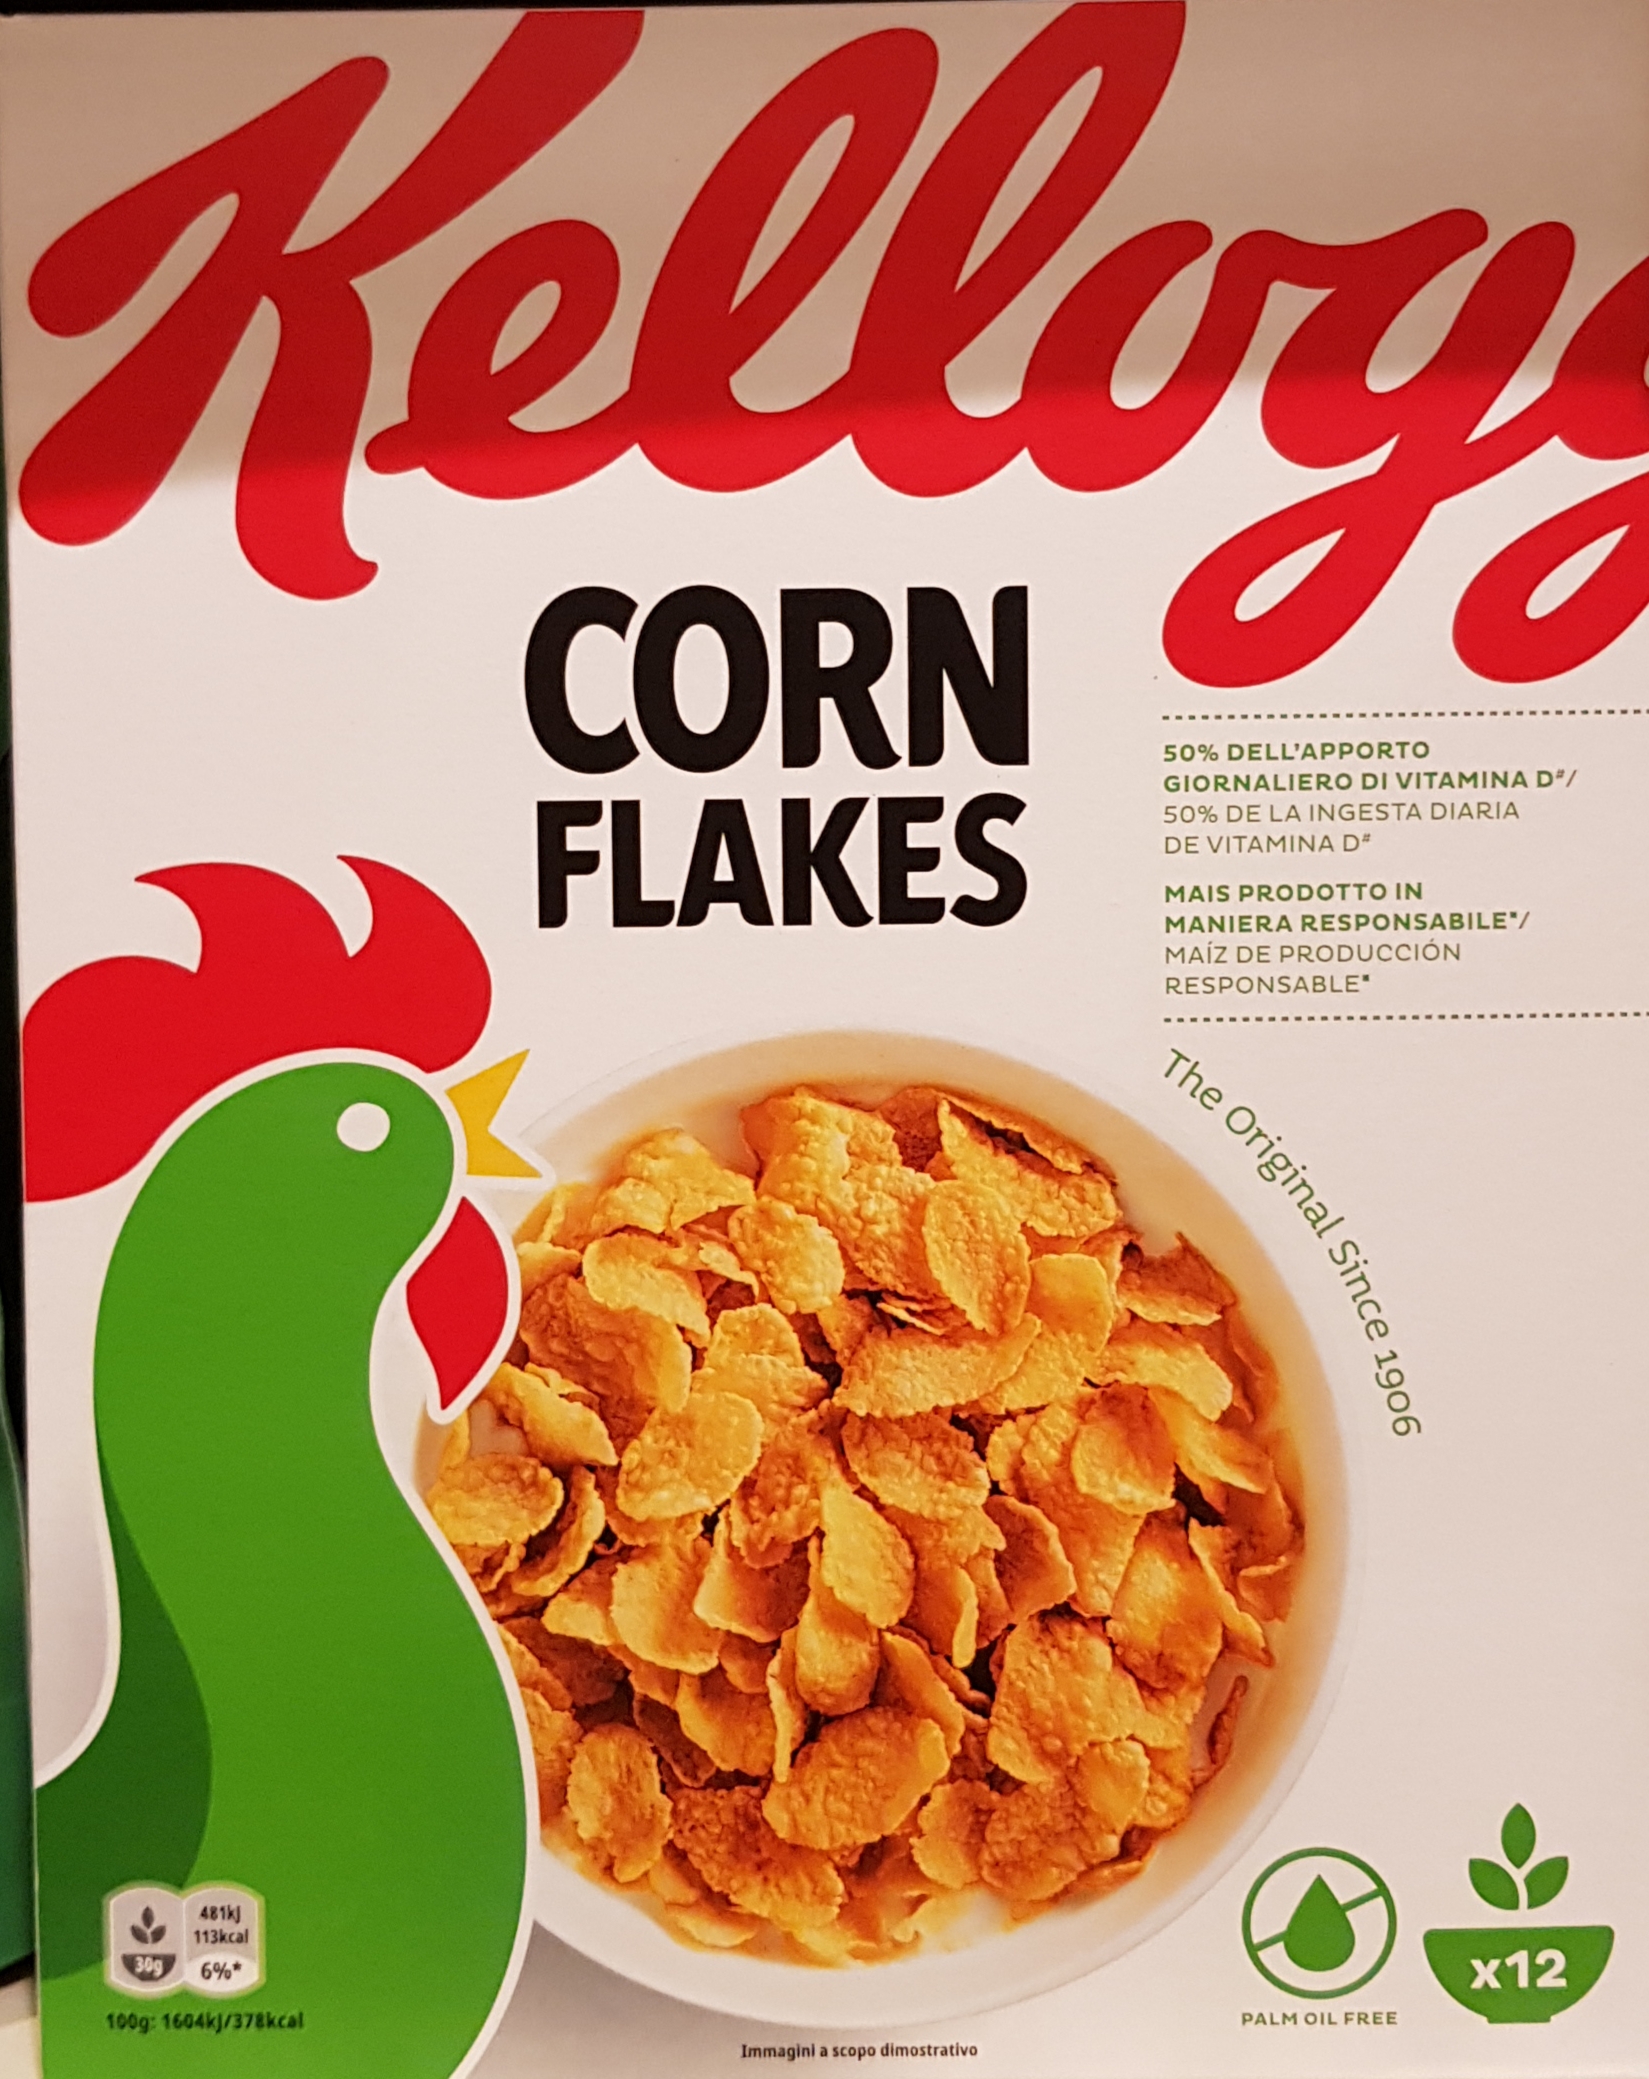 Kellogg
CORN
FLAKES
50% DELL'APPORTO
GIORNALIERO DI VITAMINA D#/
50% DE LA INGESTA DIARIA
DE VITAMINA D#
MAIS PRODOTTO IN
MANIERA RESPONSABILE▪/
MAÍZ DE PRODUCCIÓN
RESPONSABLE▪
The Original Since 1906
481kJ
113kcal
30g
6%*
100g: 1604kJ/378kcal
x12
PALM OIL FREE
Immagini a scopo dimostrativo